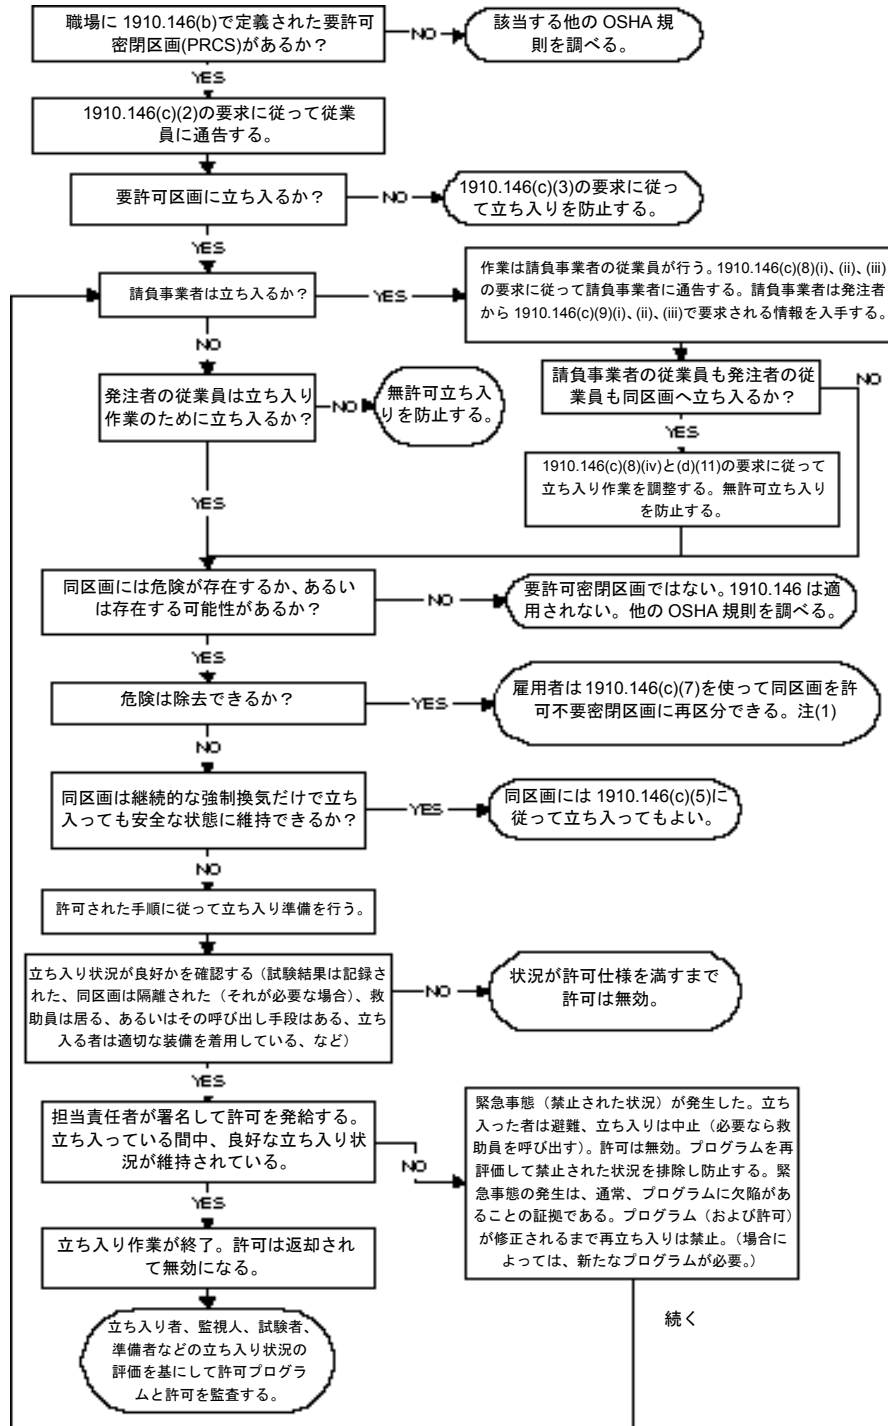 職場に 1910.146(b)で定義された要許可
密閉区画(PRCS)があるか？
NO
該当する他の OSHA 規
則を調べる。
YES
1910.146(c)(2)の要求に従って従業
員に通告する。
要許可区画に立ち入るか？
NO
1910.146(c)(3)の要求に従っ
て立ち入りを防止する。
YES
請負事業者は立ち入るか？
YES
作業は請負事業者の従業員が行う。1910.146(c)(8)(i)、(ii)、(iii)
の要求に従って請負事業者に通告する。請負事業者は発注者
から 1910.146(c)(9)(i)、(ii)、(iii)で要求される情報を入手する。
NO
発注者の従業員は立ち入り
作業のために立ち入るか？
NO
無許可立ち入
りを防止する。
請負事業者の従業員も発注者の従
業員も同区画へ立ち入るか？
NO
YES
1910.146(c)(8)(iv)と(d)(11)の要求に従って
立ち入り作業を調整する。無許可立ち入り
を防止する。
YES
同区画には危険が存在するか、あるい
は存在する可能性があるか？
NO
要許可密閉区画ではない。1910.146 は適
用されない。他の OSHA 規則を調べる。
YES
危険は除去できるか？
YES
雇用者は 1910.146(c)(7)を使って同区画を許
可不要密閉区画に再区分できる。注(1)
NO
同区画は継続的な強制換気だけで立ち
入っても安全な状態に維持できるか？
YES
同区画には 1910.146(c)(5)に
従って立ち入ってもよい。
NO
許可された手順に従って立ち入り準備を行う。
立ち入り状況が良好かを確認する（試験結果は記録さ
れた、同区画は隔離された（それが必要な場合）、救
助員は居る、あるいはその呼び出し手段はある、立ち
入る者は適切な装備を着用している、など）
NO
状況が許可仕様を満すまで
許可は無効。
YES
担当責任者が署名して許可を発給する。
立ち入っている間中、良好な立ち入り状
況が維持されている。
NO
緊急事態（禁止された状況）が発生した。立ち
入った者は避難、立ち入りは中止（必要なら救
助員を呼び出す）。許可は無効。プログラムを再
評価して禁止された状況を排除し防止する。緊
急事態の発生は、通常、プログラムに欠陥があ
ることの証拠である。プログラム（および許可）
が修正されるまで再立ち入りは禁止。（場合に
よっては、新たなプログラムが必要。）
YES
立ち入り作業が終了。許可は返却され
て無効になる。
立ち入り者、監視人、試験者、
準備者などの立ち入り状況の
評価を基にして許可プログラ
ムと許可を監査する。
続く